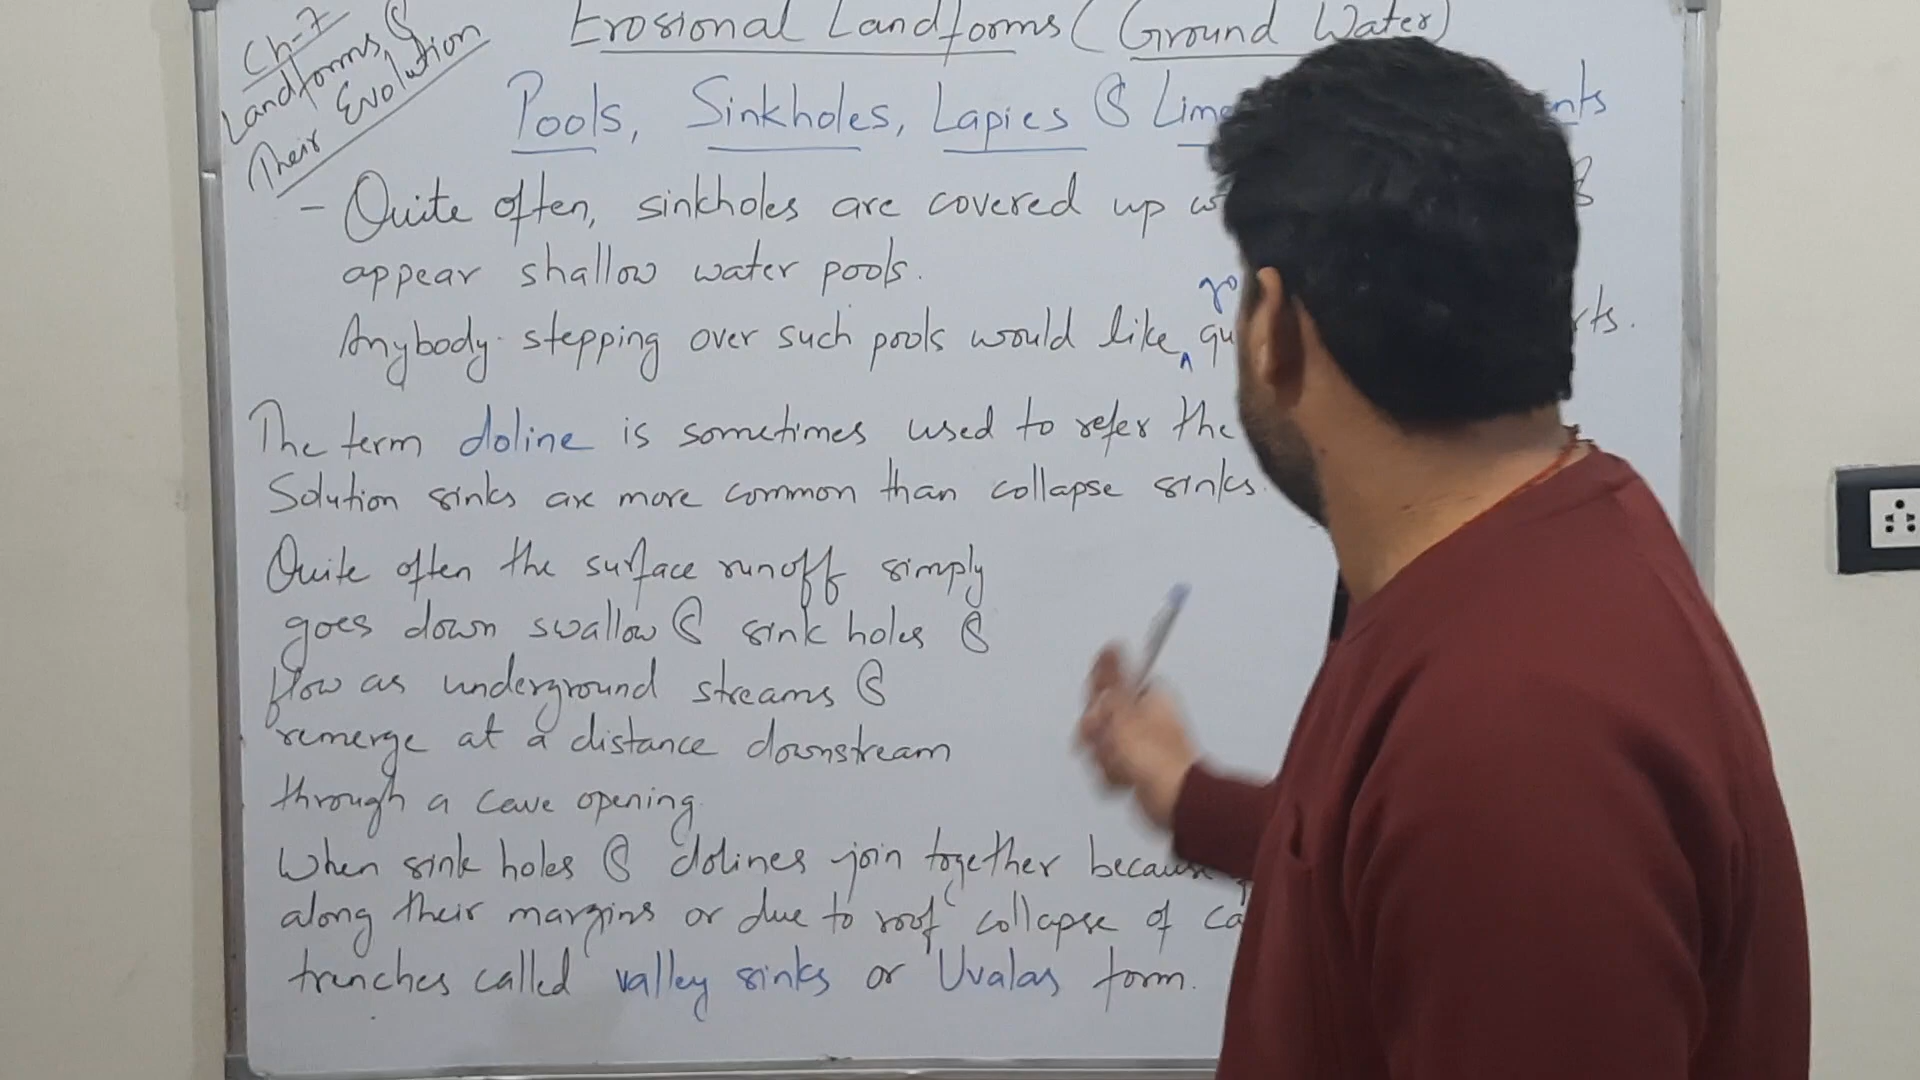 Ch-7
Landforms &
Their Evolution
Erosional Landforms (Ground Water)
Pools, Sinkholes, Lapies &
- Quite often, sinkholes are covered up
appear shallow water pools.
Anybody stepping over such pools would like
The term doline is sometimes used to refer the
Solution sinks are more common than collapse sinks.
Quite often the surface runoff simply
goes down swallow & sink holes &
flow as underground streams &
remerge at a distance downstream
through a cave opening
When sink holes & dolines join together
along their margins or due to roof collapse of
trenches called valley sinks or Uvalas form.